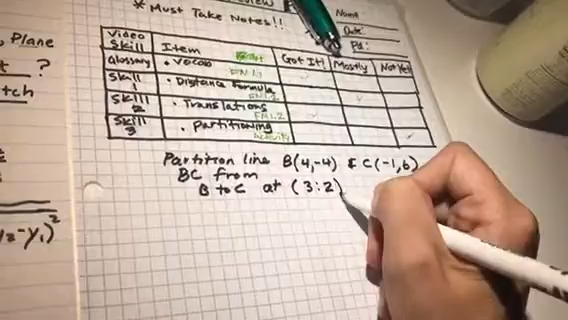 * Must Take Notes!!
Name
Date:
Pd:
Plane
?
tch
Video Skill Item Got It! Mostly Not Yet
Glossary • Vocab
Skill 1 • Distance Formula
Skill 2 • Translations
Skill 3 • Partitioning
Partition line B(4,-4) & C(-1,6)
BC from
B to C at (3:2)
-y₁)²